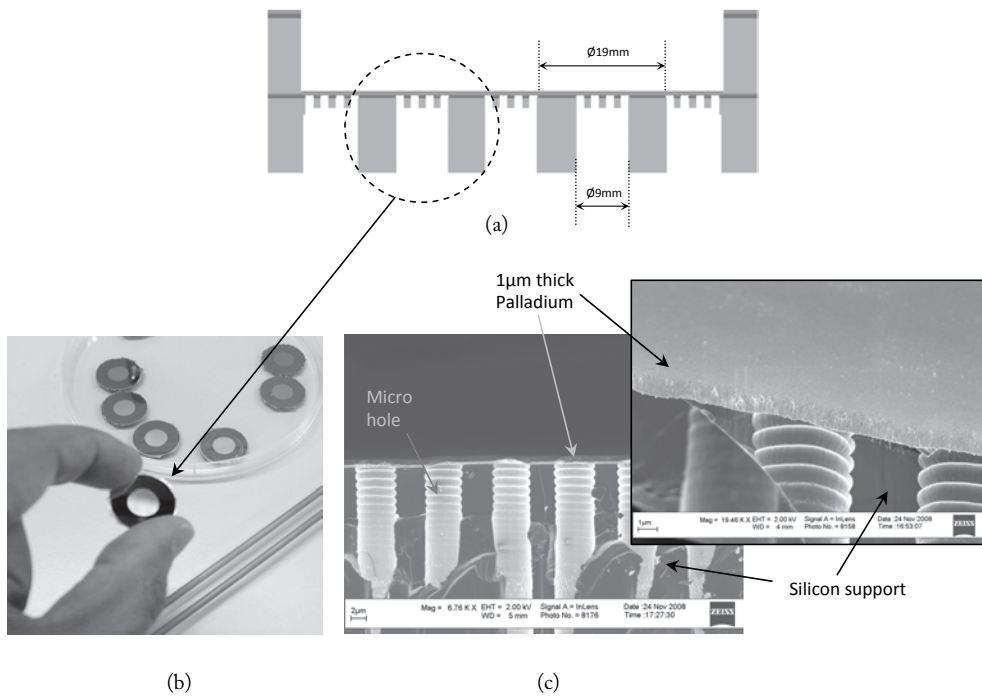 Ø19mm
Ø9mm
(a)
1µm thick
Palladium
Micro
hole
1µm
Mag = 19.46 K X EHT = 2.00 kV Signal A = InLens Date :24 Nov 2008
WD = 4 mm Photo No. = 8158 Time :16:53:07
ZEISS
Silicon support
2µm
Mag = 6.76 K X EHT = 2.00 kV Signal A = InLens Date :24 Nov 2008
WD = 5 mm Photo No. = 8176 Time :17:27:30
ZEISS
(b)
(c)